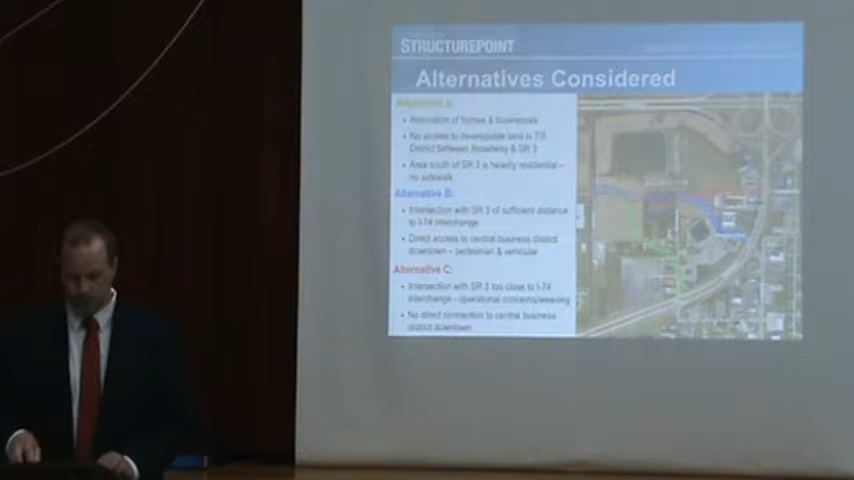 STRUCTUREPOINT
Alternatives Considered
Alternative A:
• Relocation of homes & businesses
• No access to developable land in TIF
District between Broadway & SR 3
• Area south of SR 3 is heavily residential –
no sidewalk
Alternative B:
• Intersection with SR 3 of sufficient distance
to I-74 interchange
• Direct access to central business district
downtown – pedestrian & vehicular
Alternative C:
• Intersection with SR 3 too close to I-74
interchange - operational concerns/weaving
• No direct connection to central business
district downtown